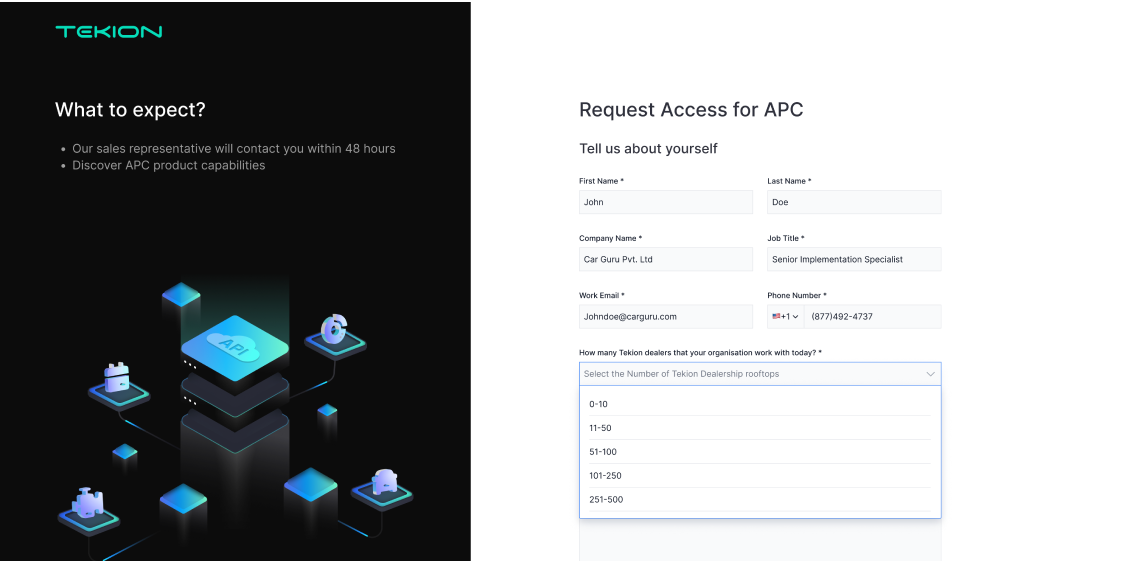 TEKION
What to expect?
• Our sales representative will contact you within 48 hours
• Discover APC product capabilities
API
Request Access for APC
Tell us about yourself
First Name * Last Name *
John Doe
Company Name * Job Title *
Car Guru Pvt. Ltd Senior Implementation Specialist
Work Email * Phone Number *
Johndoe@carguru.com +1 (877)492-4737
How many Tekion dealers that your organisation work with today? *
Select the Number of Tekion Dealership rooftops
0-10
11-50
51-100
101-250
251-500